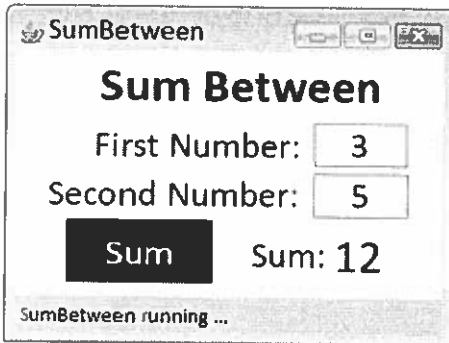 SumBetween
Sum Between
First Number: 3
Second Number: 5
Sum Sum: 12
SumBetween running ...